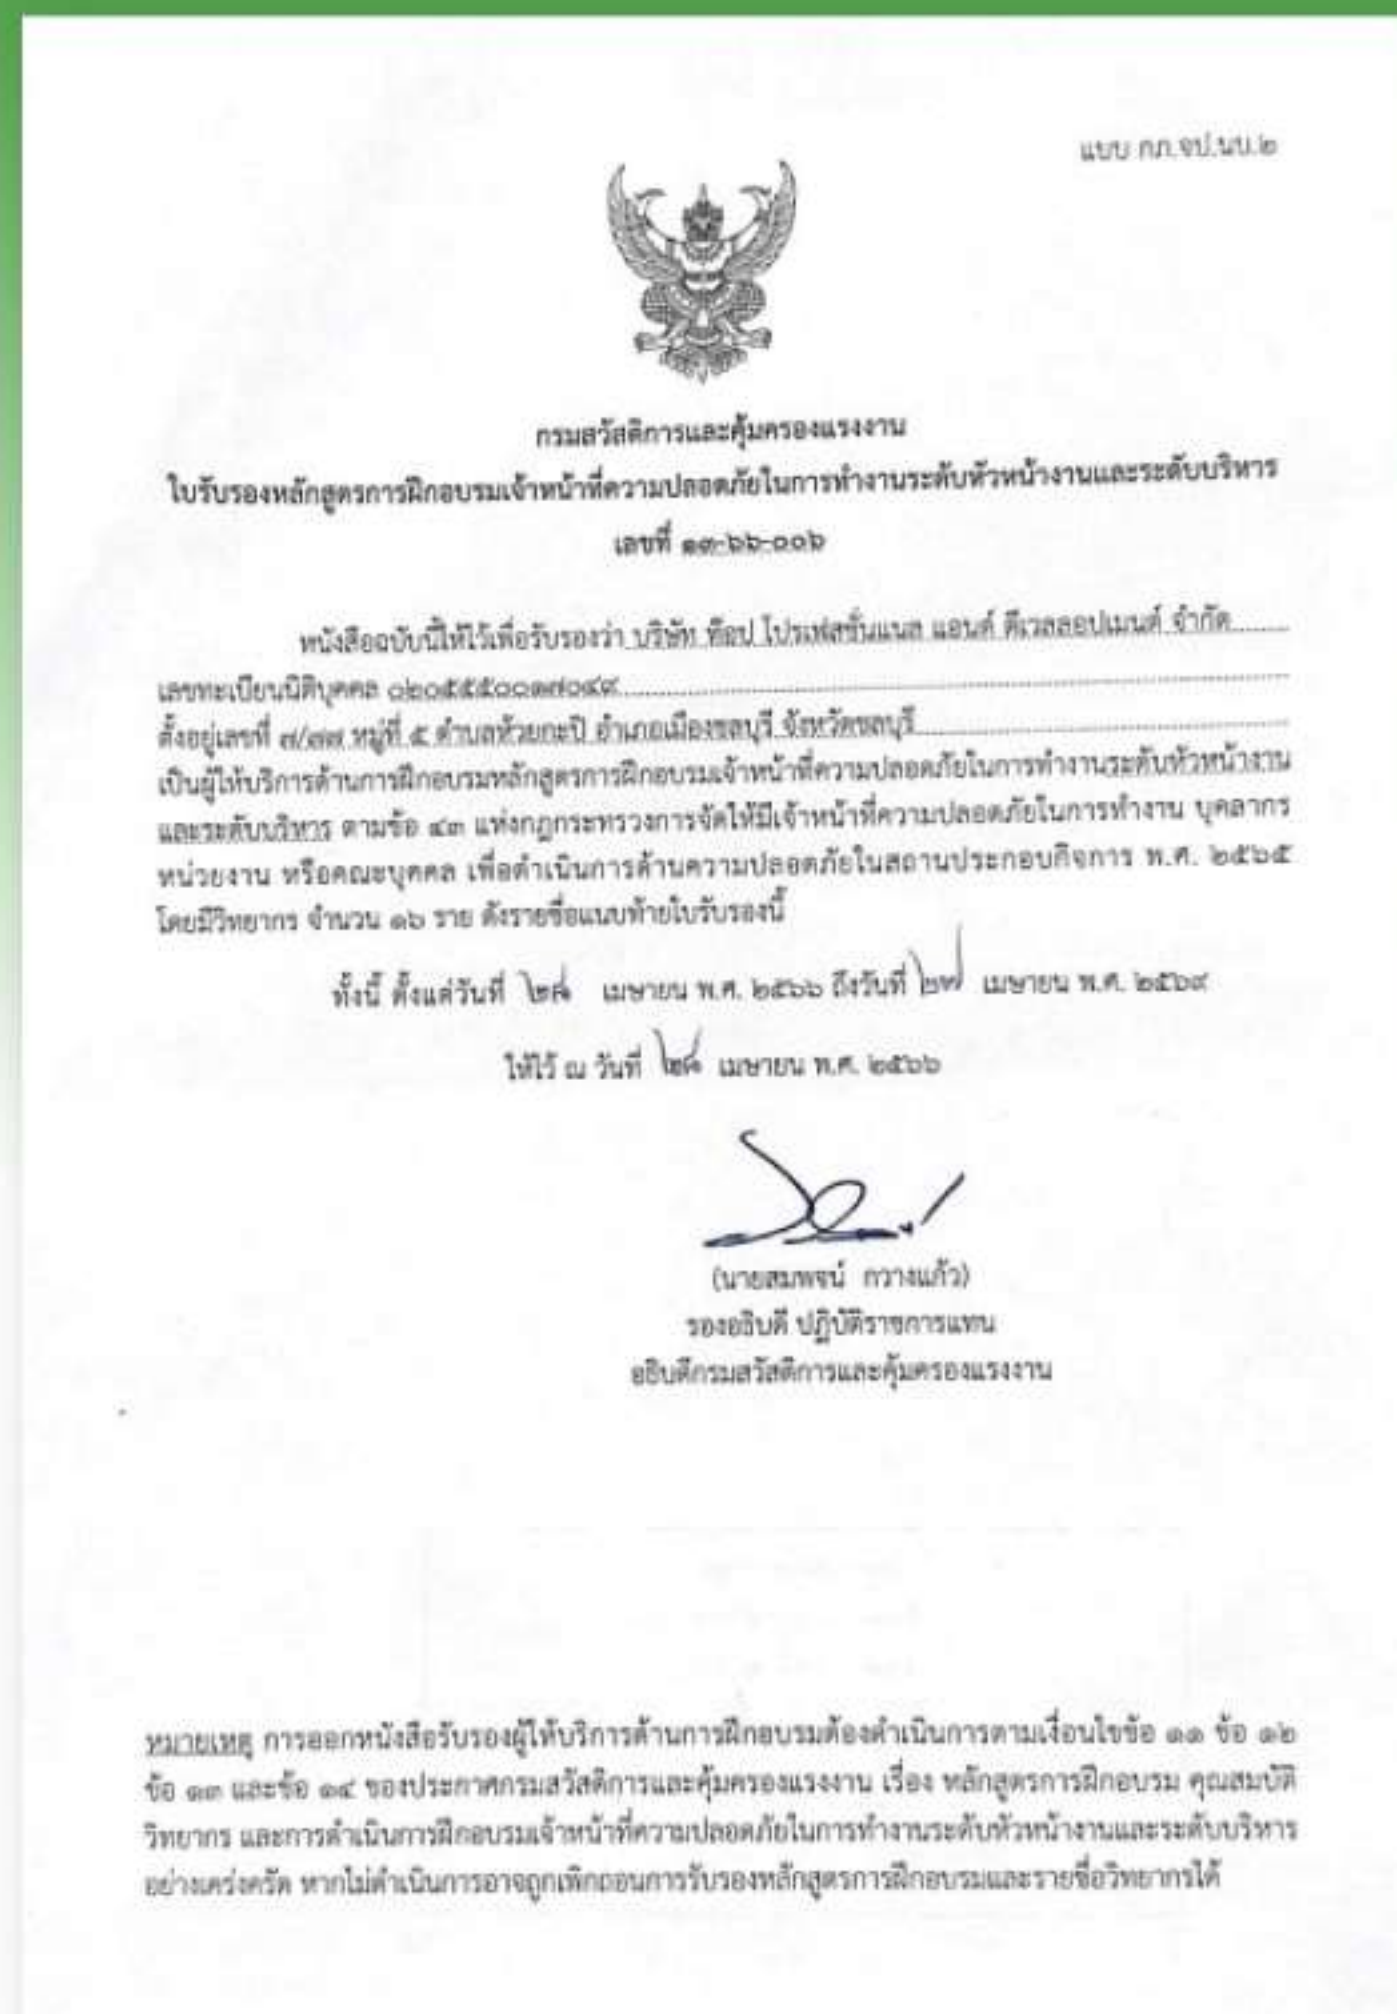 แบบ กภ.จป.นบ.๒
กรมสวัสดิการและคุ้มครองแรงงาน
ใบรับรองหลักสูตรการฝึกอบรมเจ้าหน้าที่ความปลอดภัยในการทำงานระดับหัวหน้างานและระดับบริหาร
เลขที่ ๑๓-๖๖-๐๐๖
หนังสือฉบับนี้ให้ไว้เพื่อรับรองว่า บริษัท ท็อป โปรเฟสชั่นแนล แอนด์ ดีเวลลอปเมนต์ จำกัด
เลขทะเบียนนิติบุคคล ๐๒๐๕๕๕๐๐๑๗๐๔๙
ตั้งอยู่เลขที่ หมู่ที่ ๕ ตำบลห้วยกะปิ อำเภอเมืองชลบุรี จังหวัดชลบุรี
เป็นผู้ให้บริการด้านการฝึกอบรมหลักสูตรการฝึกอบรมเจ้าหน้าที่ความปลอดภัยในการทำงานระดับหัวหน้างาน
และระดับบริหาร ตามข้อ ๔๓ แห่งกฎกระทรวงการจัดให้มีเจ้าหน้าที่ความปลอดภัยในการทำงาน บุคลากร
หน่วยงาน หรือคณะบุคคล เพื่อดำเนินการด้านความปลอดภัยในสถานประกอบกิจการ พ.ศ. ๒๕๖๕
โดยมีวิทยากร จำนวน ๑๖ ราย ดังรายชื่อแนบท้ายใบรับรองนี้
ทั้งนี้ ตั้งแต่วันที่ ๒๘ เมษายน พ.ศ. ๒๕๖๖ ถึงวันที่ ๒๗ เมษายน พ.ศ. ๒๕๖๙
ให้ไว้ ณ วันที่ ๒๘ เมษายน พ.ศ. ๒๕๖๖
(นายสมพจน์ กวางแก้ว)
รองอธิบดี ปฏิบัติราชการแทน
อธิบดีกรมสวัสดิการและคุ้มครองแรงงาน
หมายเหตุ การออกหนังสือรับรองผู้ให้บริการด้านการฝึกอบรมต้องดำเนินการตามเงื่อนไขข้อ ๑๑ ข้อ ๑๒
ข้อ ๑๓ และข้อ ๑๔ ของประกาศกรมสวัสดิการและคุ้มครองแรงงาน เรื่อง หลักสูตรการฝึกอบรม คุณสมบัติ
วิทยากร และการดำเนินการฝึกอบรมเจ้าหน้าที่ความปลอดภัยในการทำงานระดับหัวหน้างานและระดับบริหาร
อย่างเคร่งครัด หากไม่ดำเนินการอาจถูกเพิกถอนการรับรองหลักสูตรการฝึกอบรมและรายชื่อวิทยากรได้